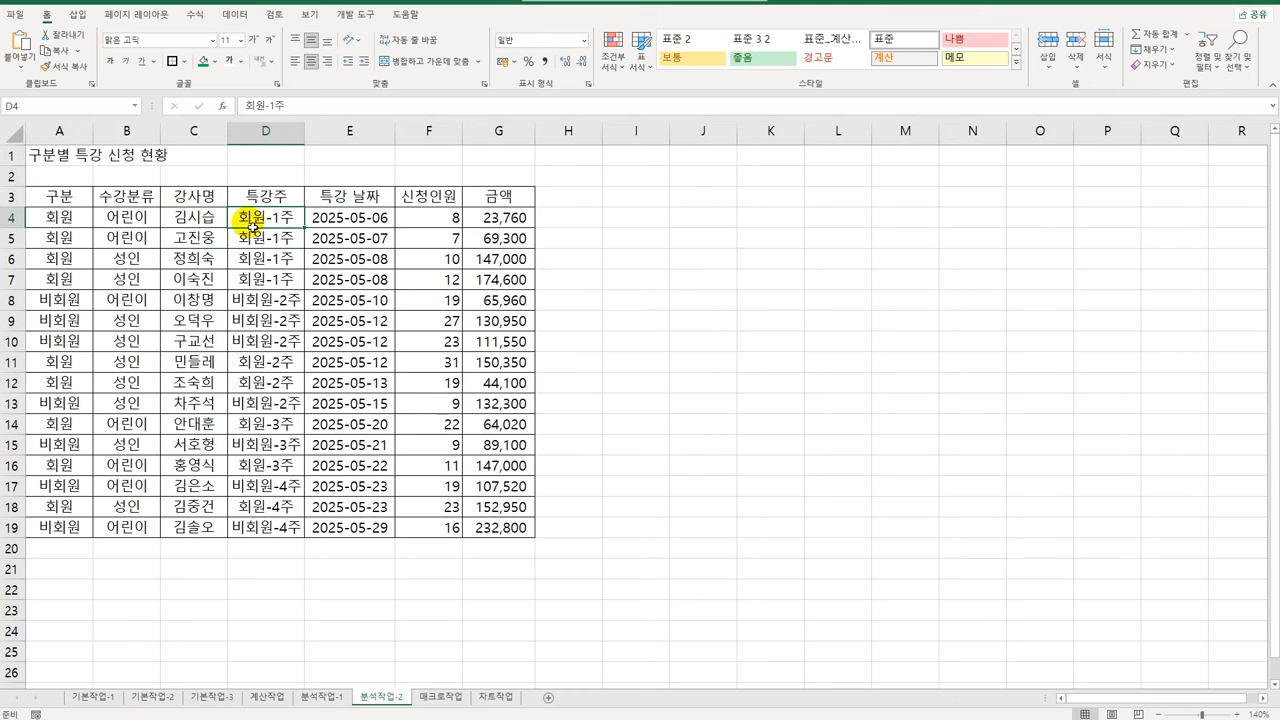 파일 홈 삽입 페이지 레이아웃 수식 데이터 검토 보기 개발 도구 도움말 공유
붙여넣기 잘라내기 복사 서식 복사 클립보드
맑은 고딕 11 가 가 가 가 가 가 글꼴
자동 줄 바꿈 병합하고 가운데 맞춤 맞춤
일반 % 표시 형식
조건부 서식 표 서식 표준 2 표준 3 2 표준_계산... 표준 나쁨
보통 좋음 경고문 계산 메모 스타일
삽입 삭제 서식 셀
자동 합계 채우기 지우기 정렬 및 필터 찾기 및 선택 편집
D4 fx 회원-1주
A B C D E F G H I J K L M N O P Q R
1 구분별 특강 신청 현황
2
3 구분 수강분류 강사명 특강주 특강 날짜 신청인원 금액
4 회원 어린이 김시습 회원-1주 2025-05-06 8 23,760
5 회원 어린이 고진웅 회원-1주 2025-05-07 7 69,300
6 회원 성인 정희숙 회원-1주 2025-05-08 10 147,000
7 회원 성인 이숙진 회원-1주 2025-05-08 12 174,600
8 비회원 어린이 이창명 비회원-2주 2025-05-10 19 65,960
9 비회원 성인 오덕우 비회원-2주 2025-05-12 27 130,950
10 비회원 성인 구교선 비회원-2주 2025-05-12 23 111,550
11 회원 성인 민들레 회원-2주 2025-05-12 31 150,350
12 회원 성인 조숙희 회원-2주 2025-05-13 19 44,100
13 비회원 성인 차주석 비회원-2주 2025-05-15 9 132,300
14 회원 어린이 안대훈 회원-3주 2025-05-20 22 64,020
15 비회원 성인 서호형 비회원-3주 2025-05-21 9 89,100
16 회원 어린이 홍영식 회원-3주 2025-05-22 11 147,000
17 비회원 어린이 김은소 비회원-4주 2025-05-23 19 107,520
18 회원 성인 김중건 회원-4주 2025-05-23 23 152,950
19 비회원 어린이 김솔오 비회원-4주 2025-05-29 16 232,800
20
21
22
23
24
25
26
기본작업-1 기본작업-2 기본작업-3 계산작업 분석작업-1 분석작업-2 매크로작업 차트작업
준비 140%